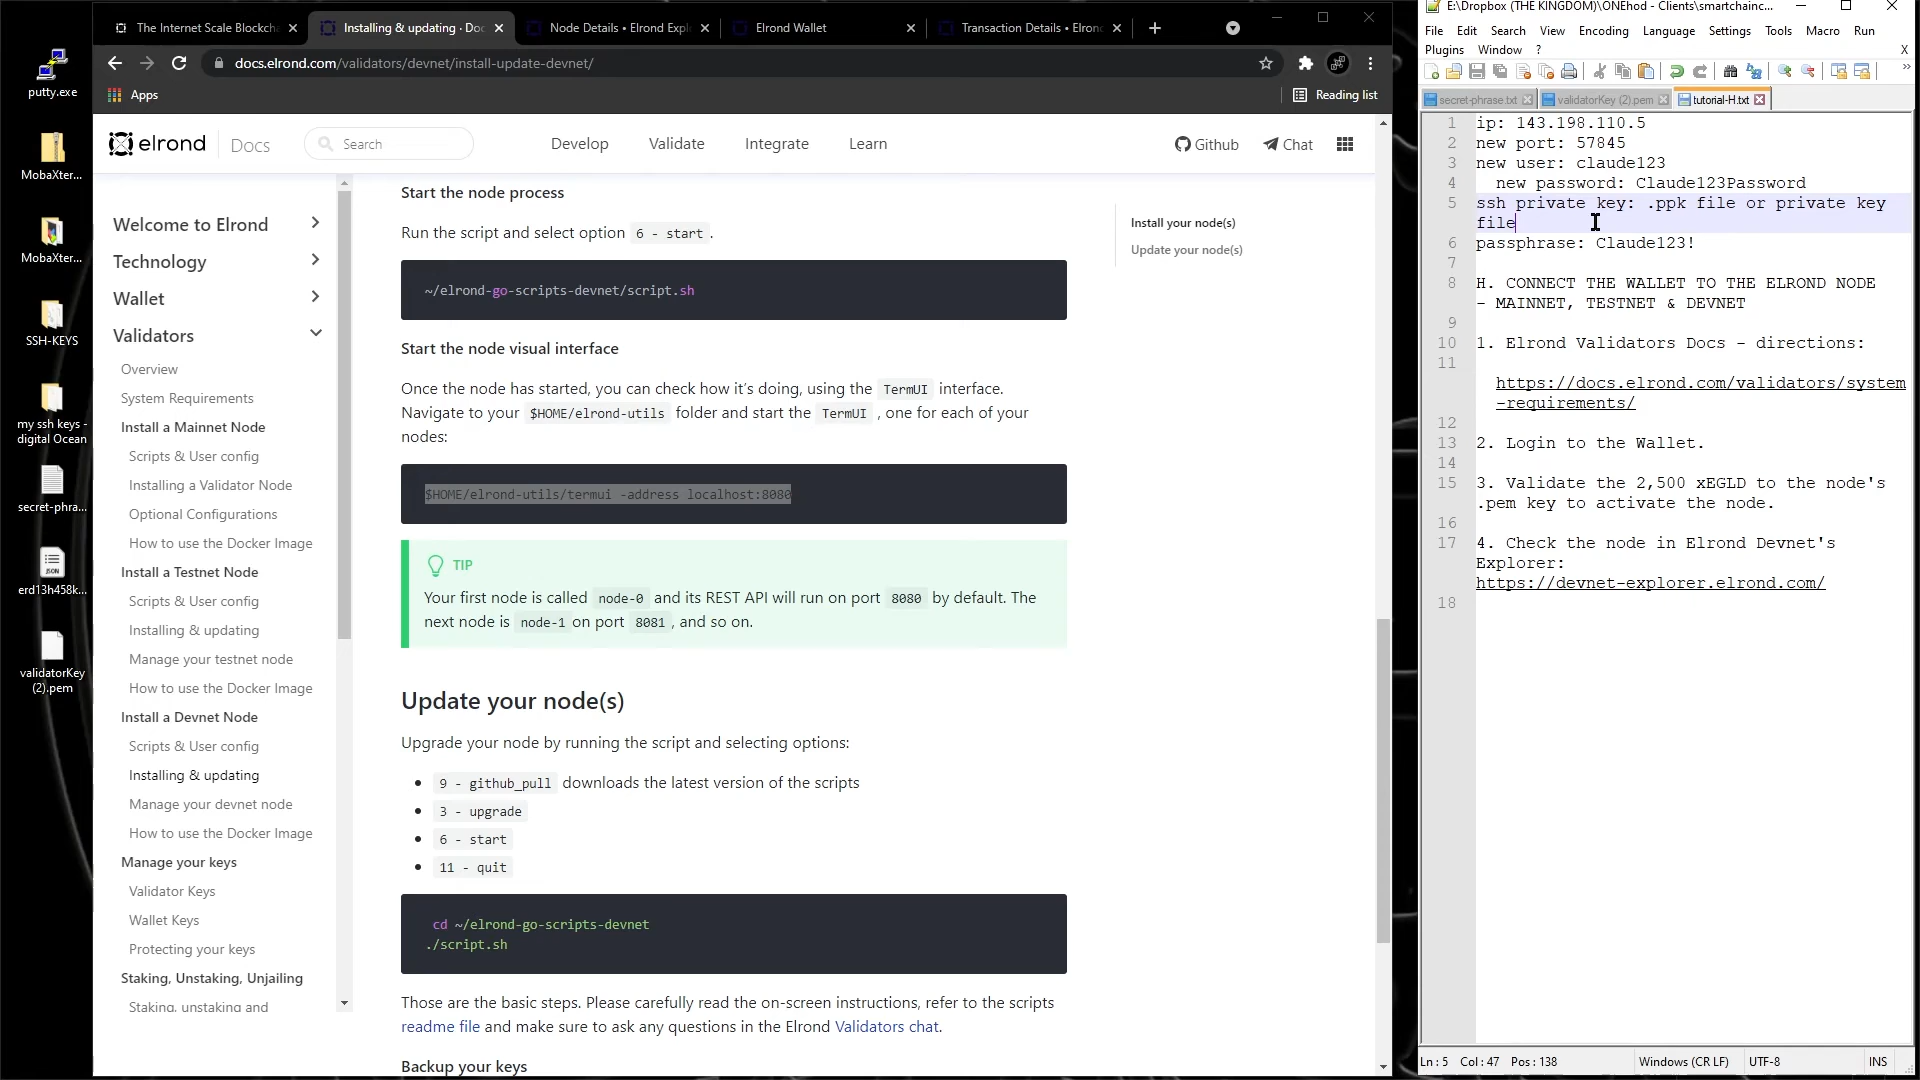 putty.exe
MobaXter...
MobaXter...
SSH-KEYS
my ssh keys -
digital Ocean
secret-phra...
JSON
erd13h458k...
validatorKey
(2).pem
The Internet Scale Blockcha
Installing & updating · Doc
Node Details • Elrond Expl
Elrond Wallet
Transaction Details • Elrond
docs.elrond.com/validators/devnet/install-update-devnet/
Apps
Reading list
elrond
Docs
Search
Develop
Validate
Integrate
Learn
Github
Chat
Welcome to Elrond
Technology
Wallet
Validators
Overview
System Requirements
Install a Mainnet Node
Scripts & User config
Installing a Validator Node
Optional Configurations
How to use the Docker Image
Install a Testnet Node
Scripts & User config
Installing & updating
Manage your testnet node
How to use the Docker Image
Install a Devnet Node
Scripts & User config
Installing & updating
Manage your devnet node
How to use the Docker Image
Manage your keys
Validator Keys
Wallet Keys
Protecting your keys
Staking, Unstaking, Unjailing
Staking, unstaking and
Start the node process
Run the script and select option 6 - start .
~/elrond-go-scripts-devnet/script.sh
Start the node visual interface
Once the node has started, you can check how it's doing, using the TermUI interface.
Navigate to your $HOME/elrond-utils folder and start the TermUI , one for each of your
nodes:
$HOME/elrond-utils/termui -address localhost:8080
TIP
Your first node is called node-0 and its REST API will run on port 8080 by default. The
next node is node-1 on port 8081 , and so on.
Update your node(s)
Upgrade your node by running the script and selecting options:
• 9 - github_pull downloads the latest version of the scripts
• 3 - upgrade
• 6 - start
• 11 - quit
cd ~/elrond-go-scripts-devnet
./script.sh
Those are the basic steps. Please carefully read the on-screen instructions, refer to the scripts
readme file and make sure to ask any questions in the Elrond Validators chat.
Backup your keys
Install your node(s)
Update your node(s)
E:\Dropbox (THE KINGDOM)\ONEhod - Clients\smartchainc...
File Edit Search View Encoding Language Settings Tools Macro Run
Plugins Window ? X
secret-phrase.txt
validatorKey (2).pem
tutorial-H.txt
1 ip: 143.198.110.5
2 new port: 57845
3 new user: claude123
4 new password: Claude123Password
5 ssh private key: .ppk file or private key
file
6 passphrase: Claude123!
7
8 H. CONNECT THE WALLET TO THE ELROND NODE
- MAINNET, TESTNET & DEVNET
9
10 1. Elrond Validators Docs - directions:
11
https://docs.elrond.com/validators/system
-requirements/
12
13 2. Login to the Wallet.
14
15 3. Validate the 2,500 xEGLD to the node's
.pem key to activate the node.
16
17 4. Check the node in Elrond Devnet's
Explorer:
https://devnet-explorer.elrond.com/
18
Ln : 5 Col : 47 Pos : 138
Windows (CR LF)
UTF-8
INS